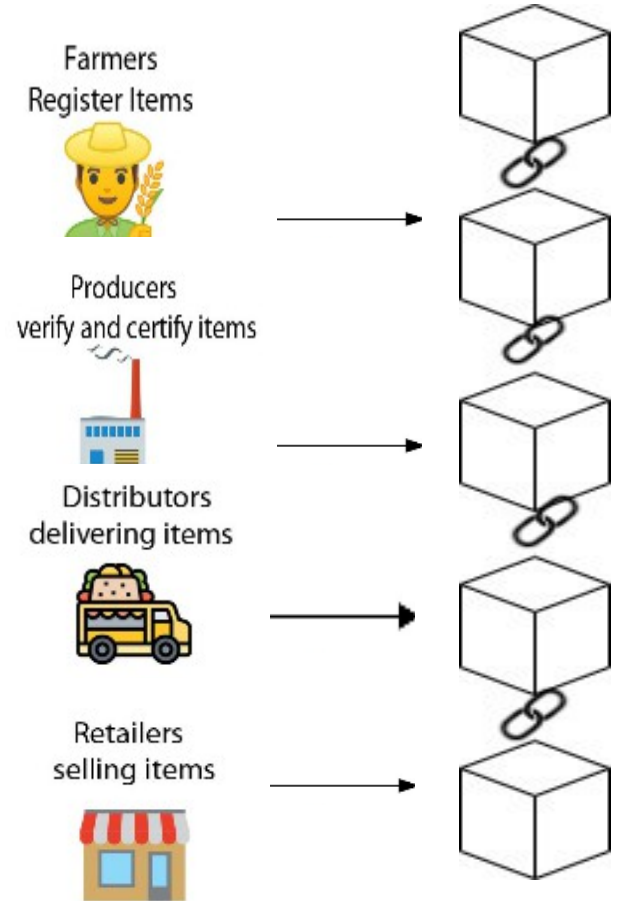 Farmers
Register Items
Producers
verify and certify items
Distributors
delivering items
Retailers
selling items